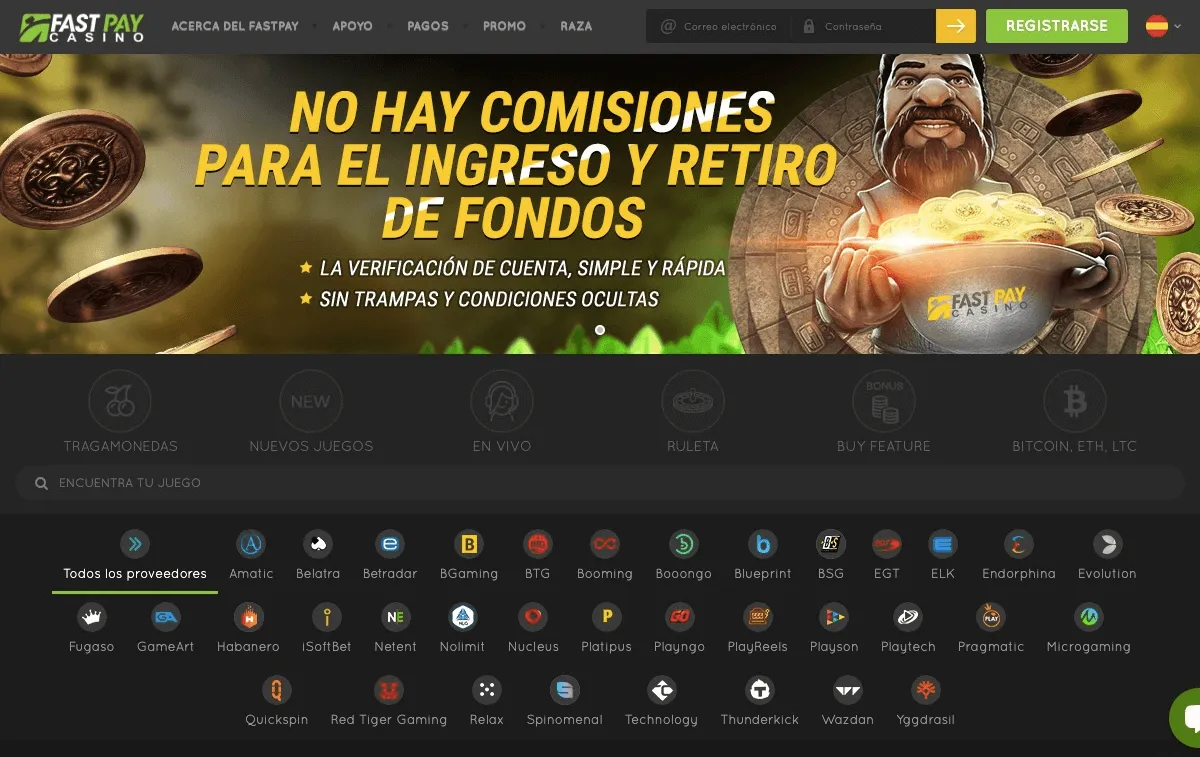 FAST PAY
CASINO
ACERCA DEL FASTPAY APOYO PAGOS PROMO RAZA
@ Correo electrónico Contraseña
REGISTRARSE
NO HAY COMISIONES
PARA EL INGRESO Y RETIRO
DE FONDOS
LA VERIFICACIÓN DE CUENTA, SIMPLE Y RÁPIDA
SIN TRAMPAS Y CONDICIONES OCULTAS
FAST PAY
CASINO
NEW BONUS
TRAGAMONEDAS NUEVOS JUEGOS EN VIVO RULETA BUY FEATURE BITCOIN, ETH, LTC
ENCUENTRA TU JUEGO
Todos los proveedores Amatic Belatra Betradar BGaming BTG Booming Booongo Blueprint BSG EGT ELK Endorphina Evolution
Fugaso GameArt Habanero iSoftBet Netent Nolimit Nucleus Platipus Playngo PlayReels Playson Playtech Pragmatic Microgaming
Quickspin Red Tiger Gaming Relax Spinomenal Technology Thunderkick Wazdan Yggdrasil